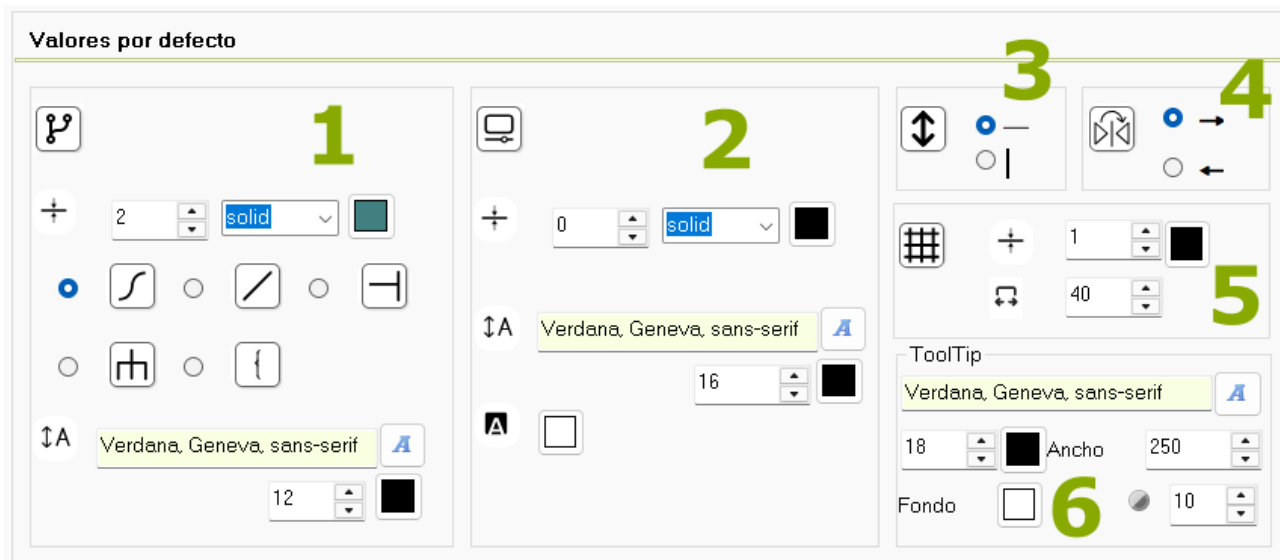 Valores por defecto
1
2 solid
A Verdana, Geneva, sans-serif A
12
2
0 solid
A Verdana, Geneva, sans-serif A
16
A
3
4
1
40
5
ToolTip
Verdana, Geneva, sans-serif A
18 Ancho 250
Fondo 6 10